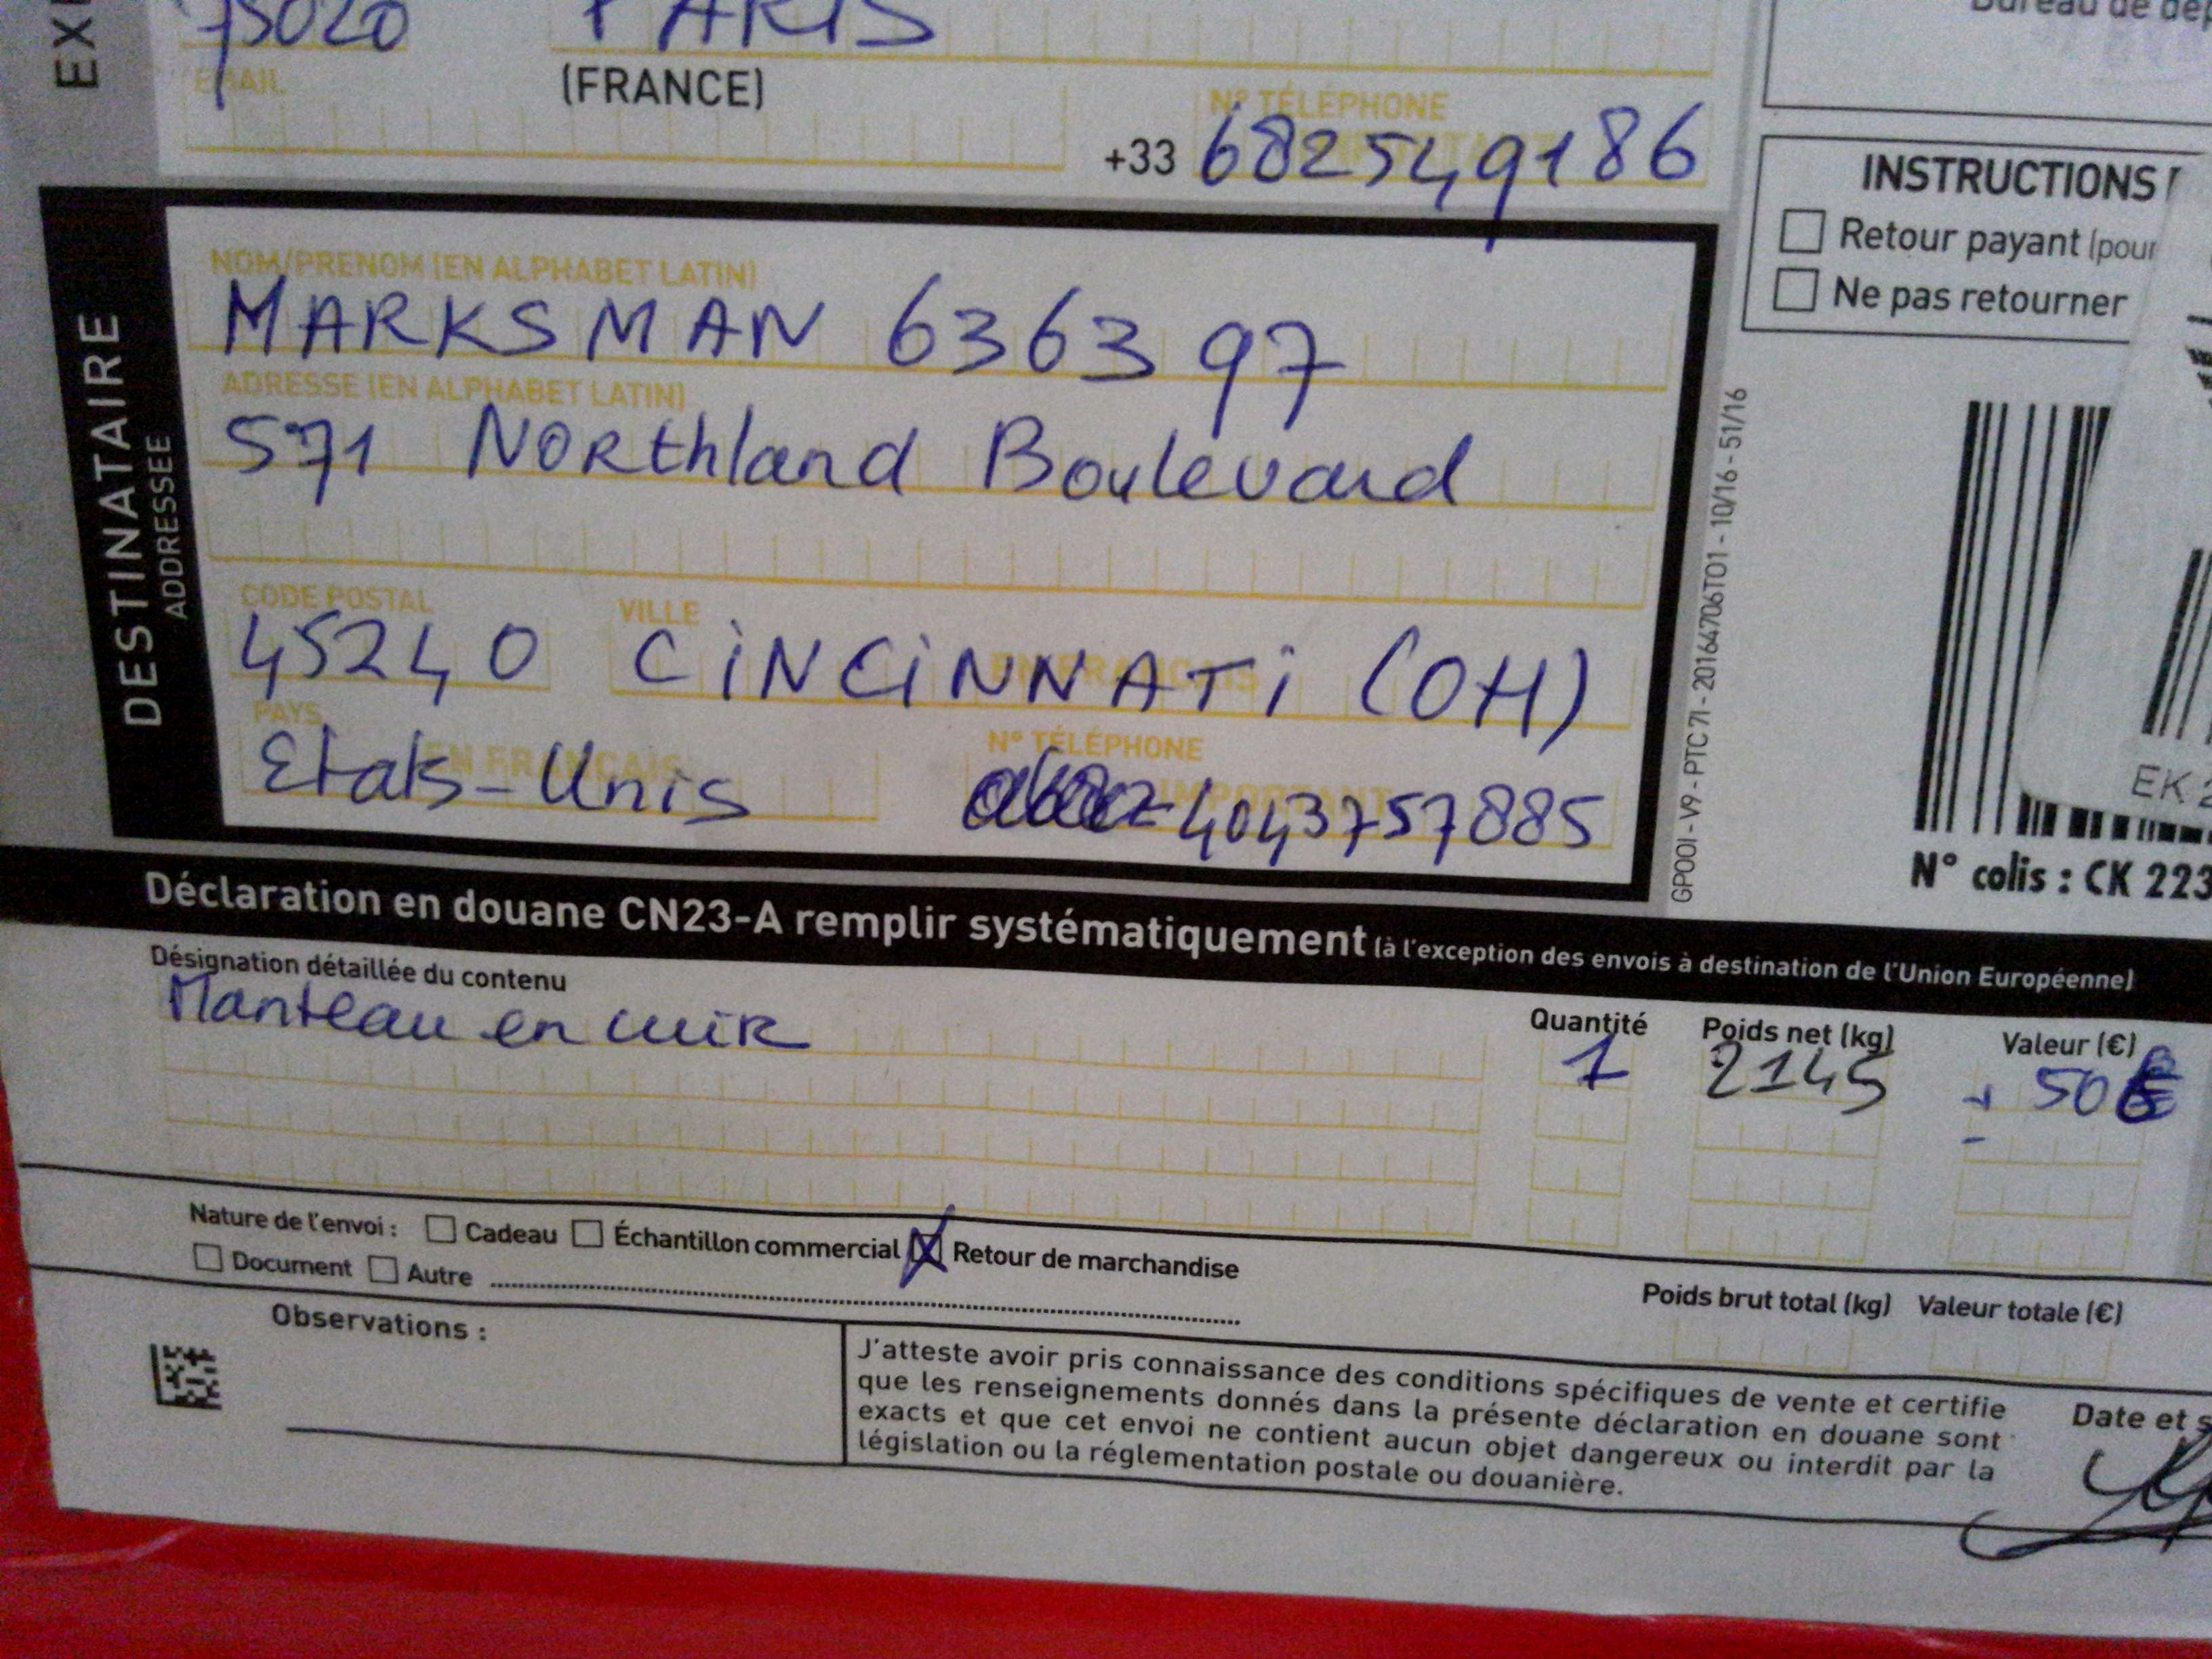 75020 PARIS
EMAIL
(FRANCE)
N° TÉLÉPHONE
+33 682549186
DESTINATAIRE
ADDRESSEE
NOM/PRENOM (EN ALPHABET LATIN)
MARKSMAN 636397
ADRESSE (EN ALPHABET LATIN)
571 NORthland Boulevard
CODE POSTAL VILLE
45240 CiNCiNNATi (OH)
PAYS EN FRANÇAIS N° TÉLÉPHONE
Etats-Unis 4043757885
GP001 - V9 - PTC 71 - 201664706T01 - 10/16 - 51/16
INSTRUCTIONS
Retour payant (pour
Ne pas retourner
EK 2
N° colis : CK 223
Déclaration en douane CN23-A remplir systématiquement (à l'exception des envois à destination de l'Union Européenne)
Désignation détaillée du contenu Quantité Poids net (kg) Valeur (€)
Manteau en cuiR 1 2145 ± 50€
Nature de l'envoi : Cadeau Échantillon commercial Retour de marchandise
Document Autre
Poids brut total (kg) Valeur totale (€)
Observations :
J'atteste avoir pris connaissance des conditions spécifiques de vente et certifie
que les renseignements donnés dans la présente déclaration en douane sont
exacts et que cet envoi ne contient aucun objet dangereux ou interdit par la
législation ou la réglementation postale ou douanière.
Date et s